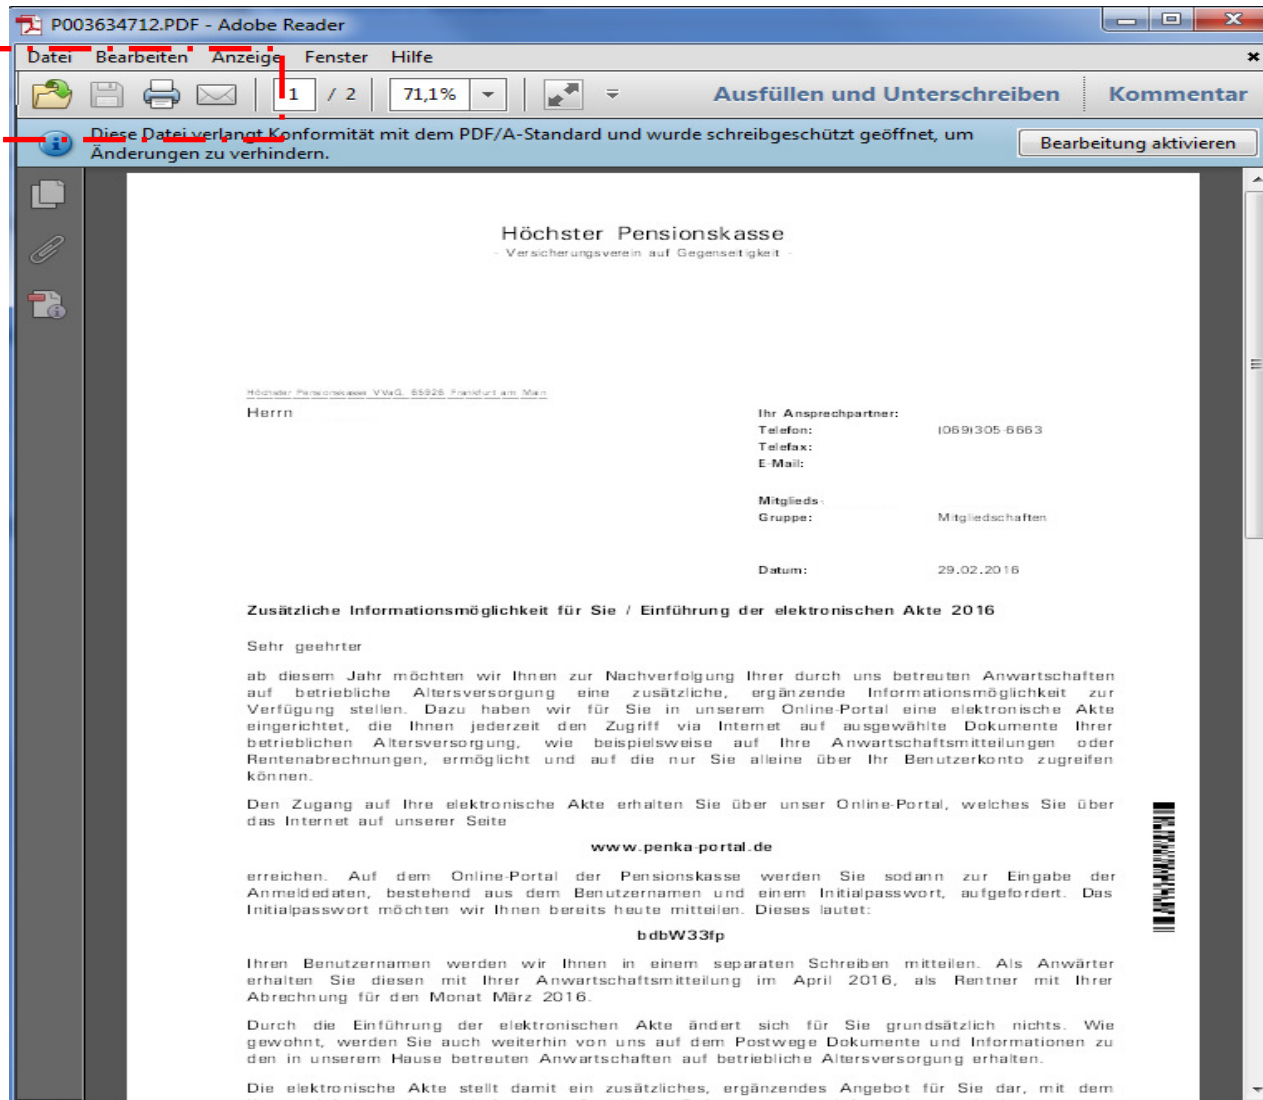 P003634712.PDF - Adobe Reader
Datei Bearbeiten Anzeige Fenster Hilfe
1 / 2 71,1% Ausfüllen und Unterschreiben Kommentar
Diese Datei verlangt Konformität mit dem PDF/A-Standard und wurde schreibgeschützt geöffnet, um
Änderungen zu verhindern.
Bearbeitung aktivieren
Höchster Pensionskasse
- Versicherungsverein auf Gegenseitigkeit -
Höchster Pensionskasse VVaG, 65926 Frankfurt am Main
Herrn
Ihr Ansprechpartner:
Telefon: (069)305-6663
Telefax:
E-Mail:
Mitglieds-
Gruppe: Mitgliedschaften
Datum: 29.02.2016
Zusätzliche Informationsmöglichkeit für Sie / Einführung der elektronischen Akte 2016
Sehr geehrter
ab diesem Jahr möchten wir Ihnen zur Nachverfolgung Ihrer durch uns betreuten Anwartschaften
auf betriebliche Altersversorgung eine zusätzliche, ergänzende Informationsmöglichkeit zur
Verfügung stellen. Dazu haben wir für Sie in unserem Online-Portal eine elektronische Akte
eingerichtet, die Ihnen jederzeit den Zugriff via Internet auf ausgewählte Dokumente Ihrer
betrieblichen Altersversorgung, wie beispielsweise auf Ihre Anwartschaftsmitteilungen oder
Rentenabrechnungen, ermöglicht und auf die nur Sie alleine über Ihr Benutzerkonto zugreifen
können.
Den Zugang auf Ihre elektronische Akte erhalten Sie über unser Online-Portal, welches Sie über
das Internet auf unserer Seite
www.penka-portal.de
erreichen. Auf dem Online-Portal der Pensionskasse werden Sie sodann zur Eingabe der
Anmeldedaten, bestehend aus dem Benutzernamen und einem Initialpasswort, aufgefordert. Das
Initialpasswort möchten wir Ihnen bereits heute mitteilen. Dieses lautet:
bdbW33fp
Ihren Benutzernamen werden wir Ihnen in einem separaten Schreiben mitteilen. Als Anwärter
erhalten Sie diesen mit Ihrer Anwartschaftsmitteilung im April 2016, als Rentner mit Ihrer
Abrechnung für den Monat März 2016.
Durch die Einführung der elektronischen Akte ändert sich für Sie grundsätzlich nichts. Wie
gewohnt, werden Sie auch weiterhin von uns auf dem Postwege Dokumente und Informationen zu
den in unserem Hause betreuten Anwartschaften auf betriebliche Altersversorgung erhalten.
Die elektronische Akte stellt damit ein zusätzliches, ergänzendes Angebot für Sie dar, mit dem